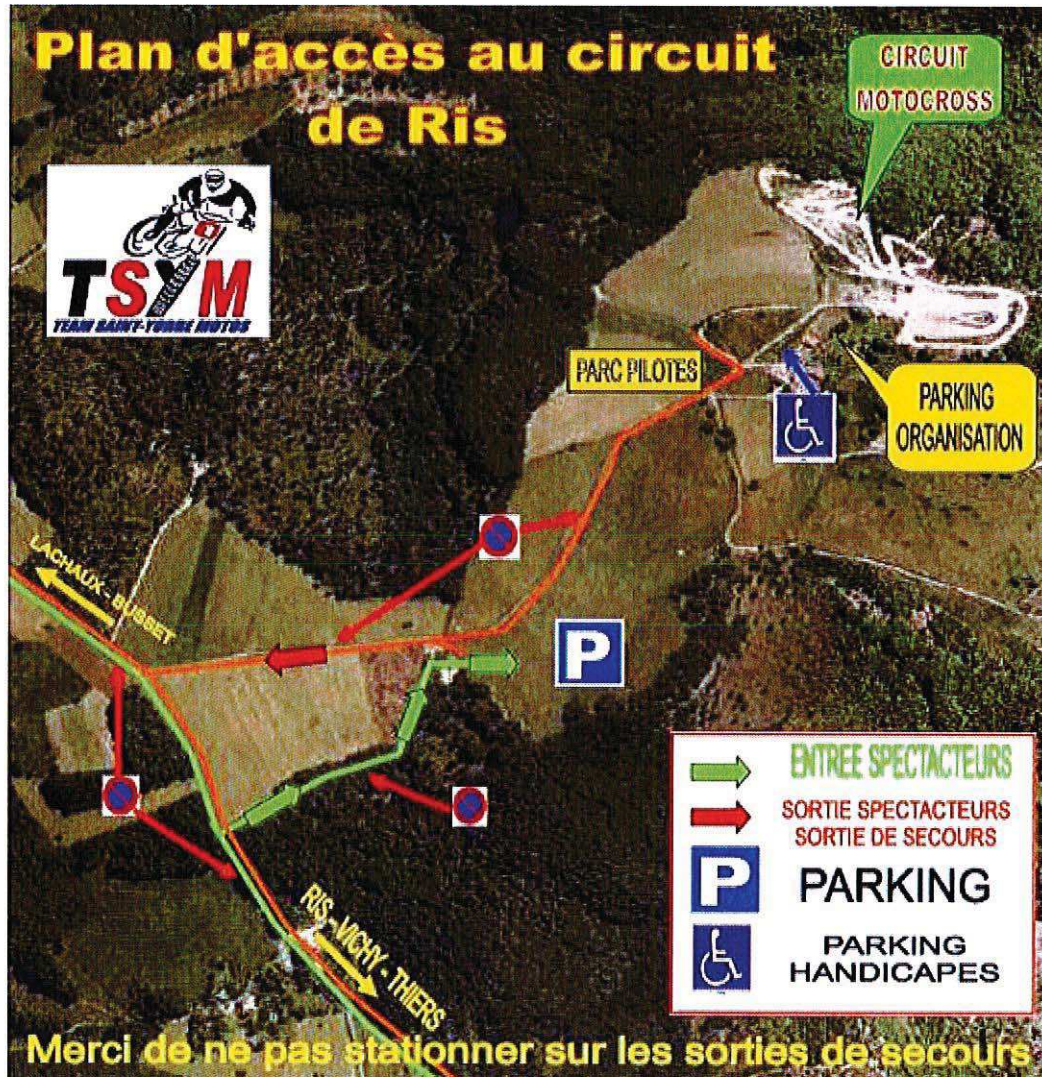 Plan d'accès au circuit
de Ris
CIRCUIT
MOTOCROSS
TSYM
TEAM SAINT-YORRE MOTOS
PARC PILOTES
PARKING
ORGANISATION
LACHAUX - BUSSET
P
ENTREE SPECTACTEURS
SORTIE SPECTACTEURS
SORTIE DE SECOURS
P PARKING
PARKING
HANDICAPES
RIS - VICHY - THIERS
Merci de ne pas stationner sur les sorties de secours